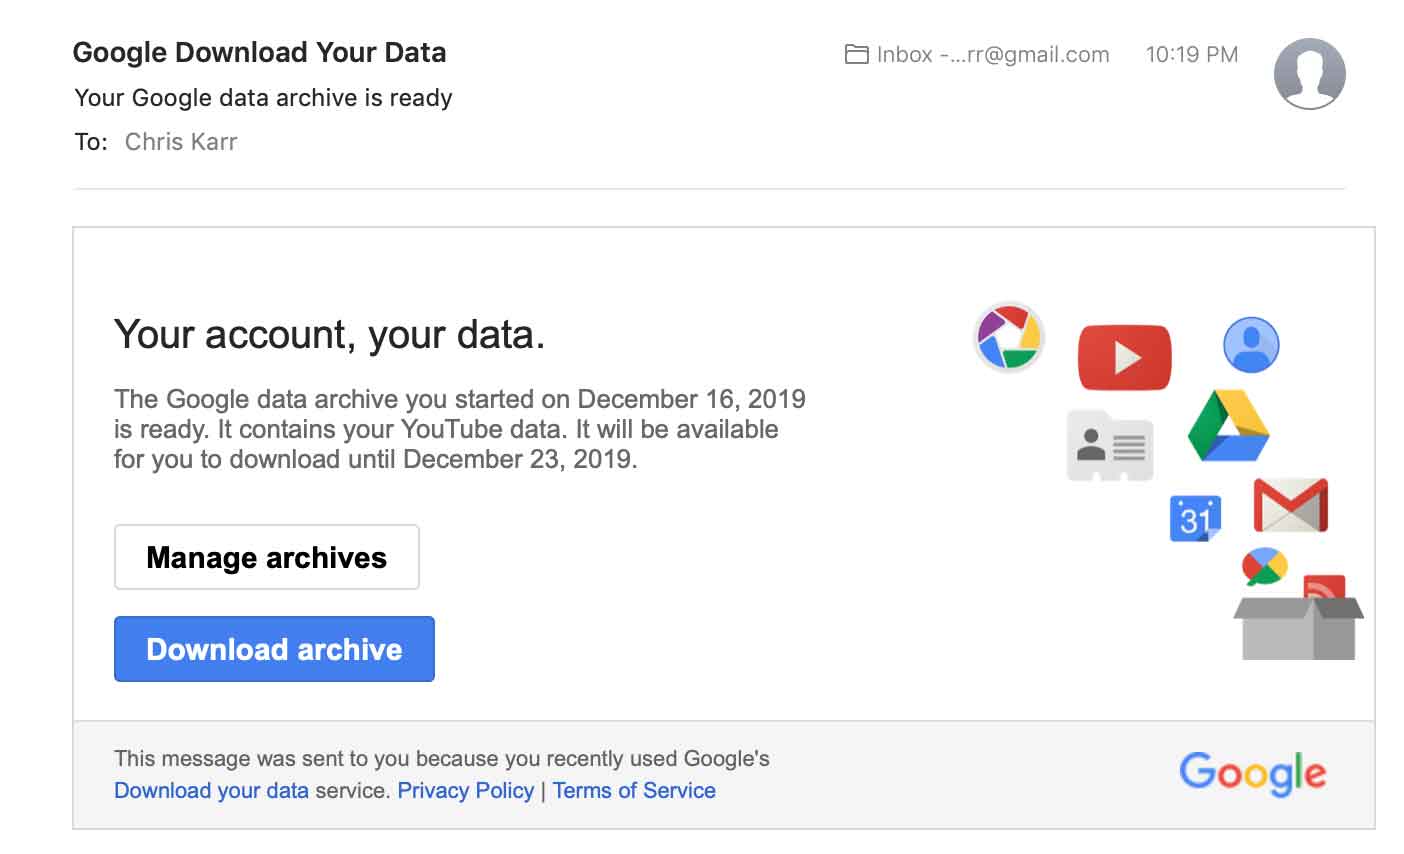 Google Download Your Data
Inbox -...rr@gmail.com 10:19 PM
Your Google data archive is ready
To: Chris Karr
Your account, your data.
The Google data archive you started on December 16, 2019
is ready. It contains your YouTube data. It will be available
for you to download until December 23, 2019.
31
Manage archives
Download archive
This message was sent to you because you recently used Google's
Download your data service. Privacy Policy | Terms of Service
Google